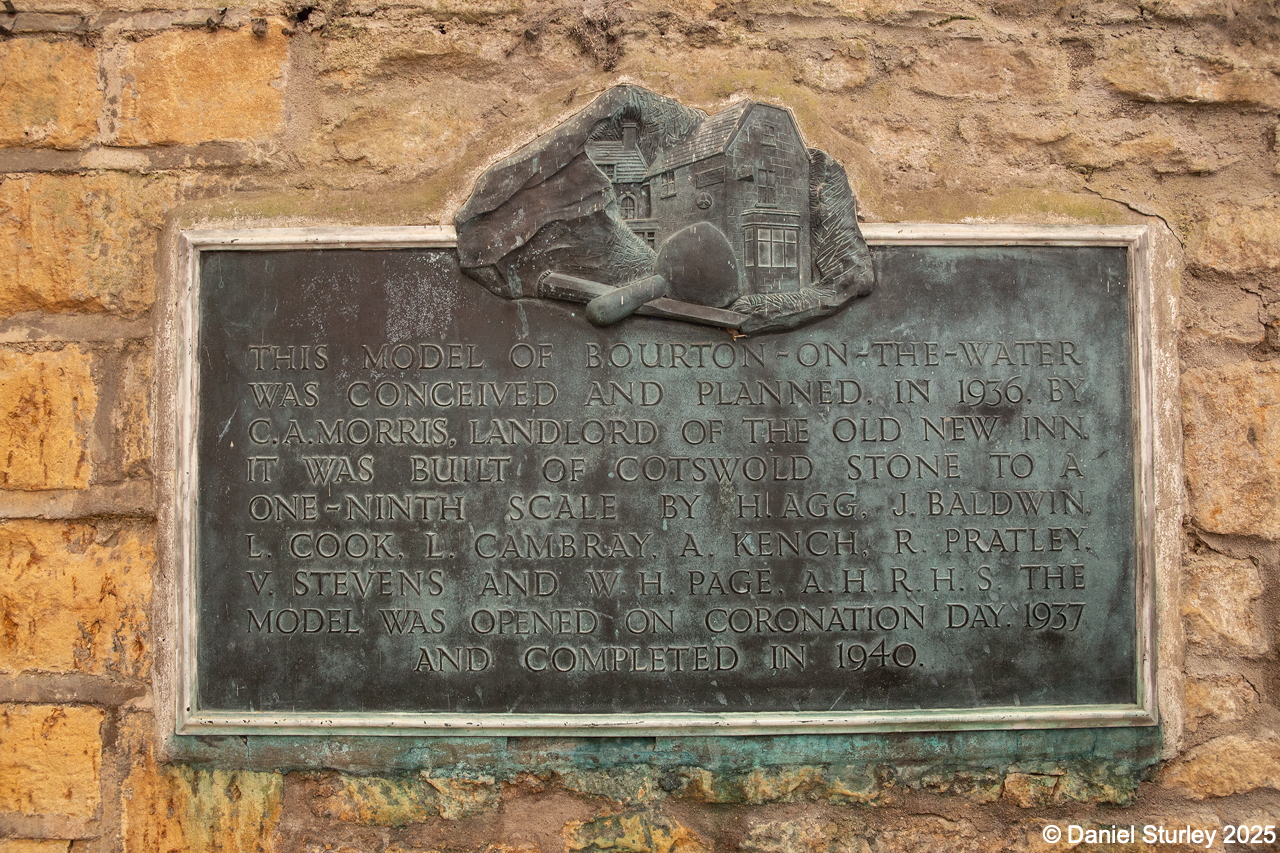 THIS MODEL OF BOURTON-ON-THE-WATER
WAS CONCEIVED AND PLANNED, IN 1936, BY
C.A.MORRIS, LANDLORD OF THE OLD NEW INN.
IT WAS BUILT OF COTSWOLD STONE TO A
ONE-NINTH SCALE BY H. AGG, J. BALDWIN,
L. COOK, L. CAMBRAY, A. KENCH, R. PRATLEY,
V. STEVENS AND W. H. PAGE, A. H. R. H. S. THE
MODEL WAS OPENED ON CORONATION DAY, 1937
AND COMPLETED IN 1940.
© Daniel Sturley 2025